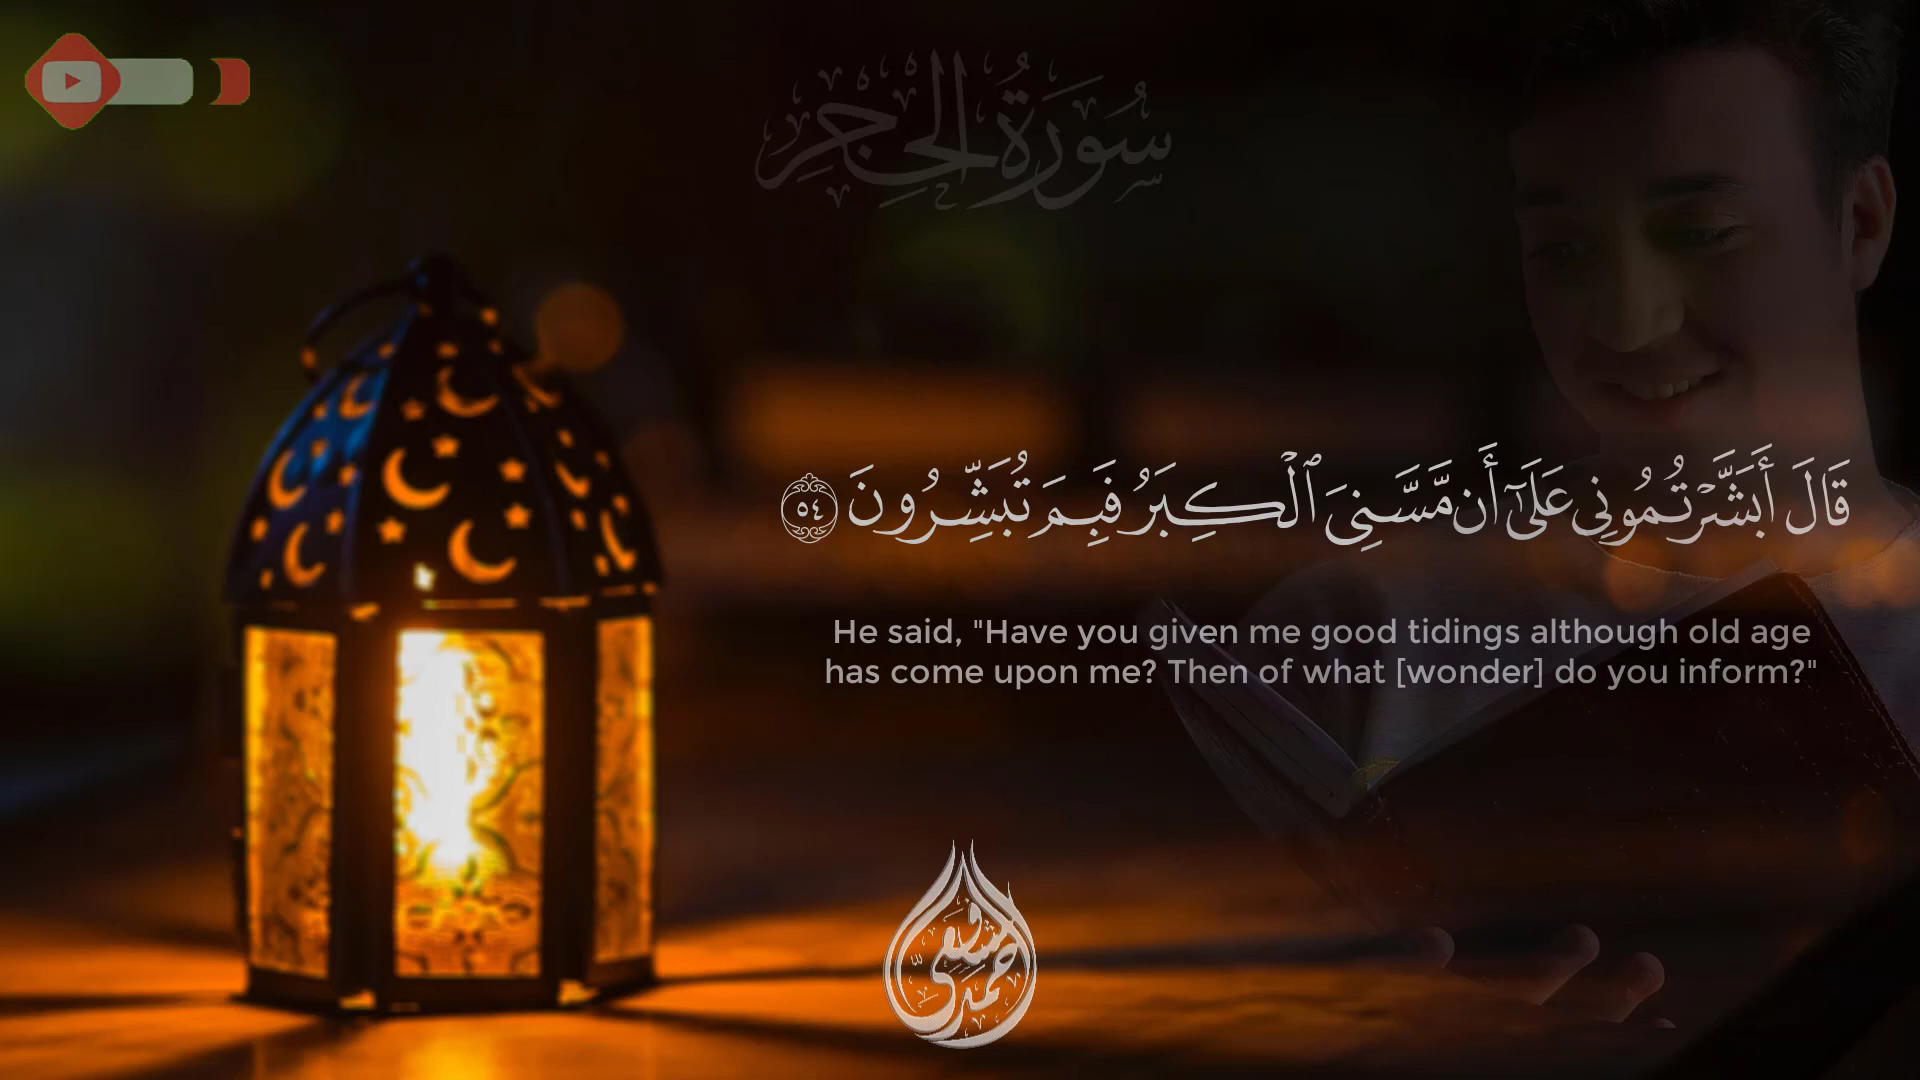 سُورَةُ الحِجْرِ
قَالَ أَبَشَّرْتُمُونِى عَلَىٰٓ أَن مَّسَّنِىَ ٱلْكِبَرُ فَبِمَ تُبَشِّرُونَ ٥٤
He said, "Have you given me good tidings although old age
has come upon me? Then of what [wonder] do you inform?"